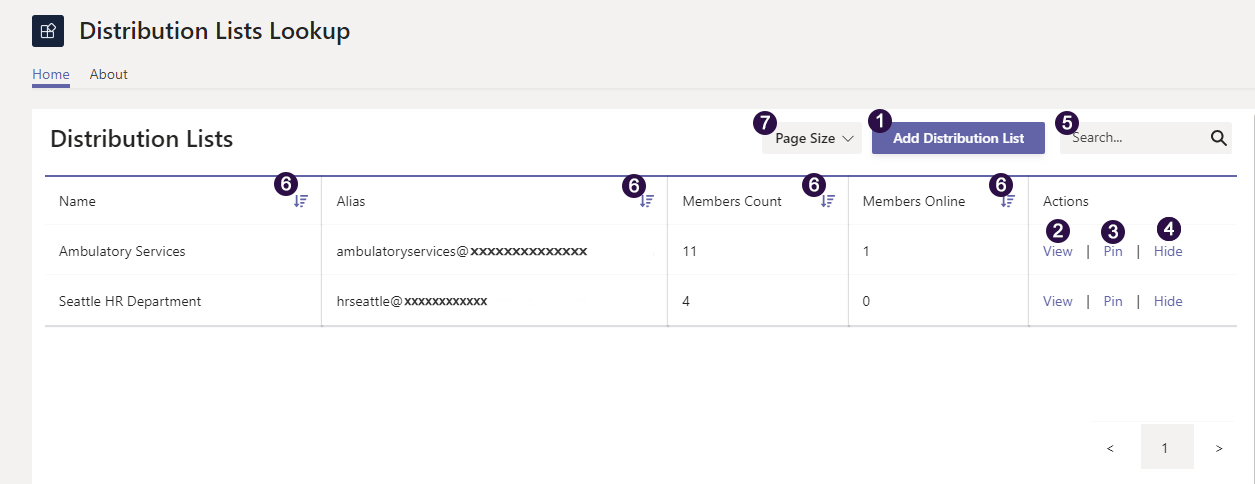 Distribution Lists Lookup
Home About
Distribution Lists 7 Page Size 1 Add Distribution List 5 Search...
Name 6 Alias 6 Members Count 6 Members Online 6 Actions
2 3 4
Ambulatory Services ambulatoryservices@xxxxxxxxxxxxxx 11 1 View | Pin | Hide
Seattle HR Department hrseattle@xxxxxxxxxxxx 4 0 View | Pin | Hide
< 1 >